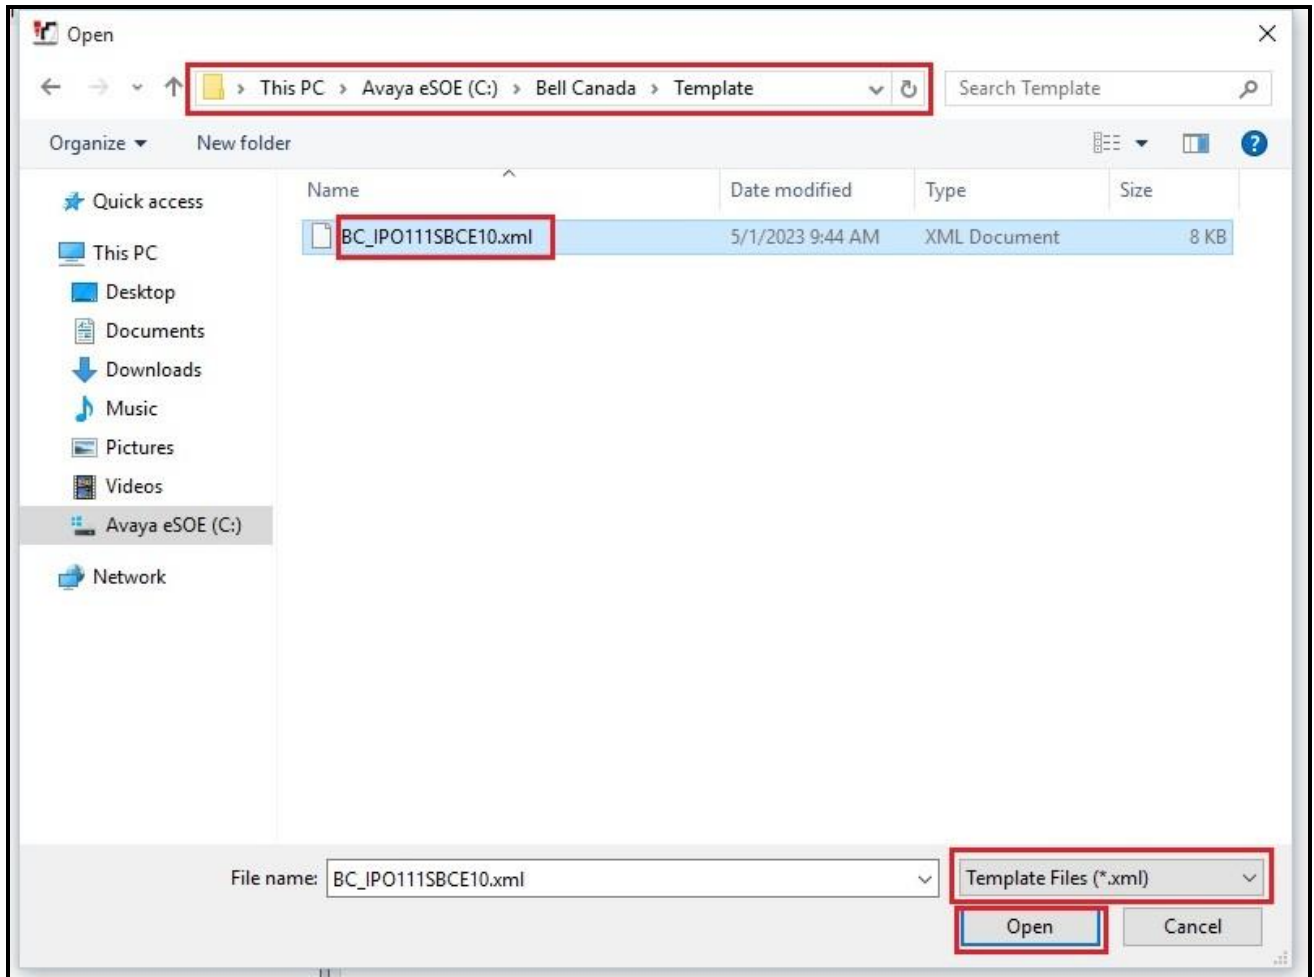 Open
This PC > Avaya eSOE (C:) > Bell Canada > Template
Search Template
Organize
New folder
Name Date modified Type Size
BC_IPO111SBCE10.xml 5/1/2023 9:44 AM XML Document 8 KB
Quick access
This PC
Desktop
Documents
Downloads
Music
Pictures
Videos
Avaya eSOE (C:)
Network
File name: BC_IPO111SBCE10.xml Template Files (*.xml)
Open Cancel